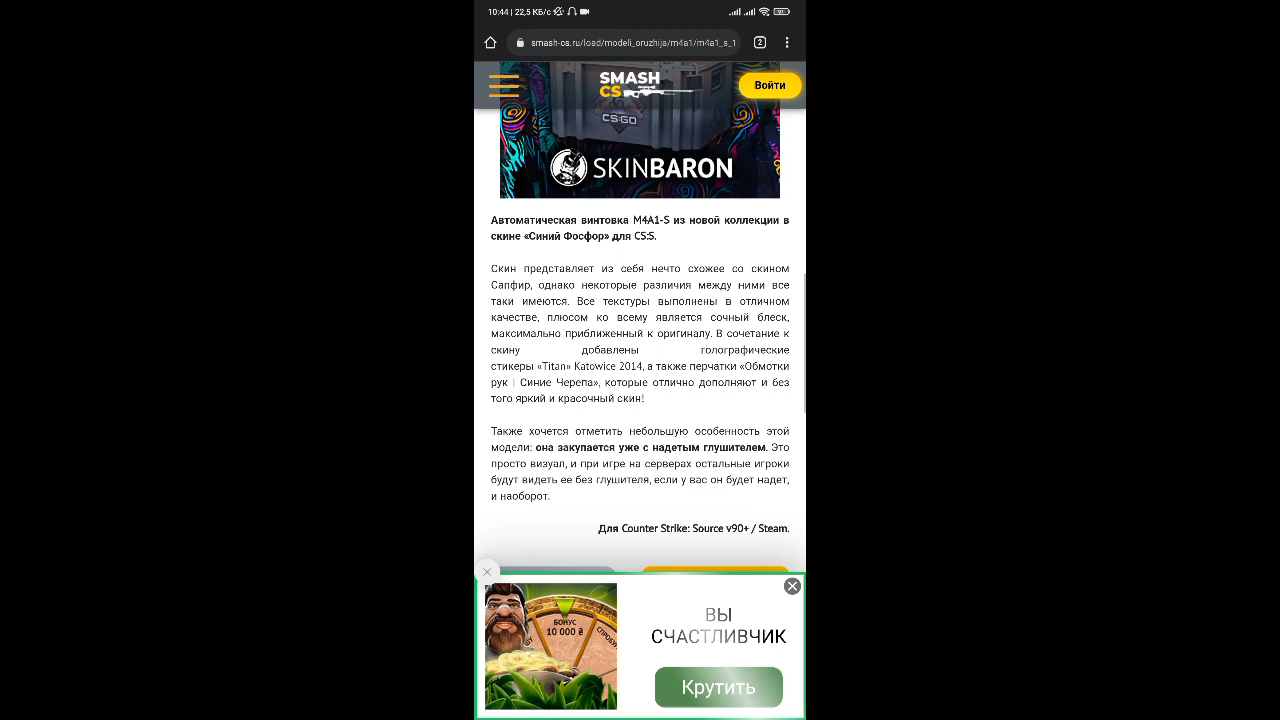 10:44 | 22,5 КБ/с
smash-cs.ru/load/modeli_oruzhija/m4a1/m4a1_s_1
2
SMASH
CS
Войти
CS:GO
SKINBARON
Автоматическая винтовка M4A1-S из новой коллекции в
скине «Синий Фосфор» для CS:S.
Скин представляет из себя нечто схожее со скином
Сапфир, однако некоторые различия между ними все
таки имеются. Все текстуры выполнены в отличном
качестве, плюсом ко всему является сочный блеск,
максимально приближенный к оригиналу. В сочетание к
скину добавлены голографические
стикеры «Titan» Katowice 2014, а также перчатки «Обмотки
рук | Синие Черепа», которые отлично дополняют и без
того яркий и красочный скин!
Также хочется отметить небольшую особенность этой
модели: она закупается уже с надетым глушителем. Это
просто визуал, и при игре на серверах остальные игроки
будут видеть ее без глушителя, если у вас он будет надет,
и наоборот.
Для Counter Strike: Source v90+ / Steam.
БОНУС
10 000 ₴
ВЫ
СЧАСТЛИВЧИК
Крутить